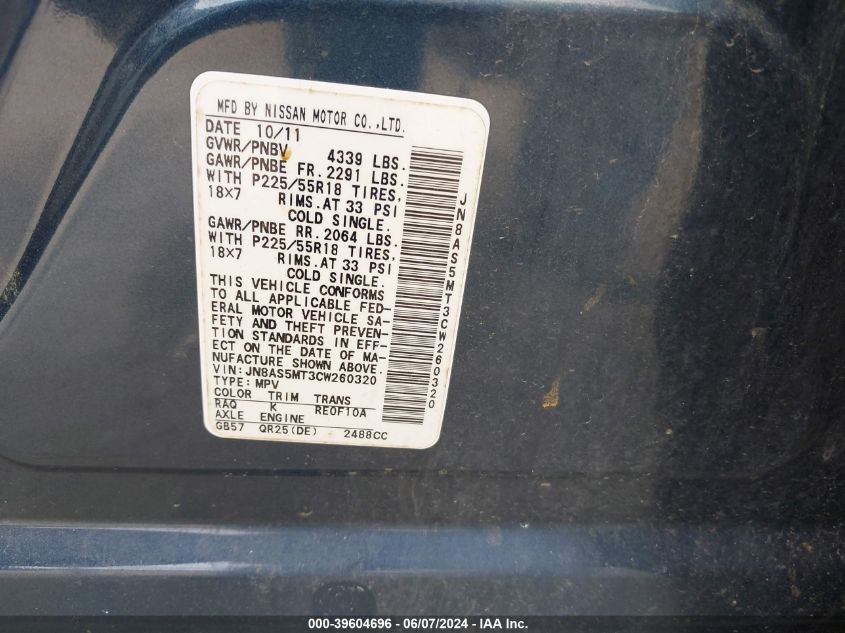 MFD BY NISSAN MOTOR CO.,LTD.
DATE 10/11
GVWR/PNBV 4339 LBS.
GAWR/PNBE FR. 2291 LBS.
WITH P225/55R18 TIRES,
18X7 RIMS.AT 33 PSI
COLD SINGLE.
GAWR/PNBE RR. 2064 LBS.
WITH P225/55R18 TIRES,
18X7 RIMS.AT 33 PSI
COLD SINGLE.
THIS VEHICLE CONFORMS
TO ALL APPLICABLE FED-
ERAL MOTOR VEHICLE SA-
FETY AND THEFT PREVEN-
TION STANDARDS IN EFF-
ECT ON THE DATE OF MA-
NUFACTURE SHOWN ABOVE.
VIN: JN8AS5MT3CW260320
TYPE: MPV
COLOR TRIM TRANS
RAQ K RE0F10A
AXLE ENGINE
GB57 QR25(DE) 2488CC
JN8AS5MT3CW260320
000-39604696 - 06/07/2024 - IAA Inc.